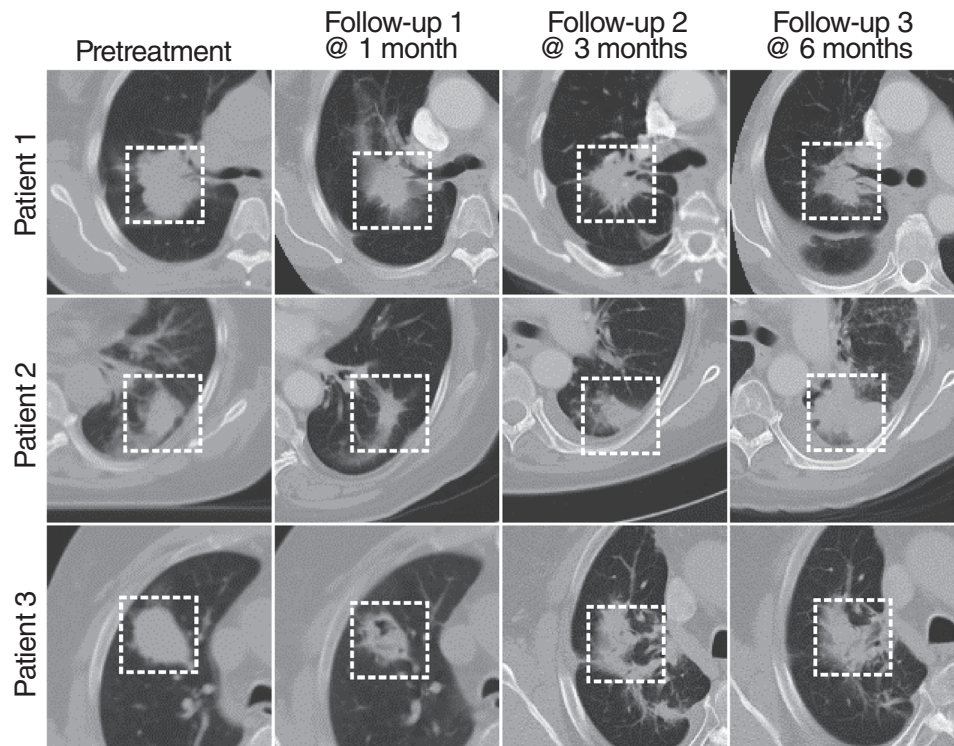 Pretreatment
Follow-up 1
@ 1 month
Follow-up 2
@ 3 months
Follow-up 3
@ 6 months
Patient 1
Patient 2
Patient 3